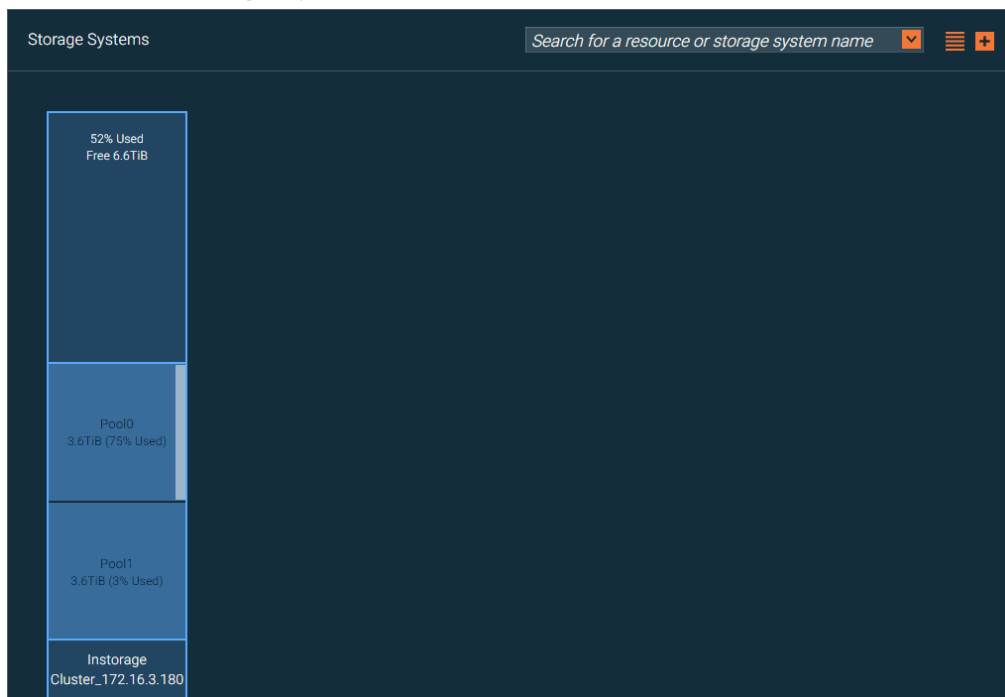 Storage Systems
Search for a resource or storage system name
52% Used
Free 6.6TiB
Pool0
3.6TiB (75% Used)
Pool1
3.6TiB (3% Used)
Instorage
Cluster_172.16.3.180